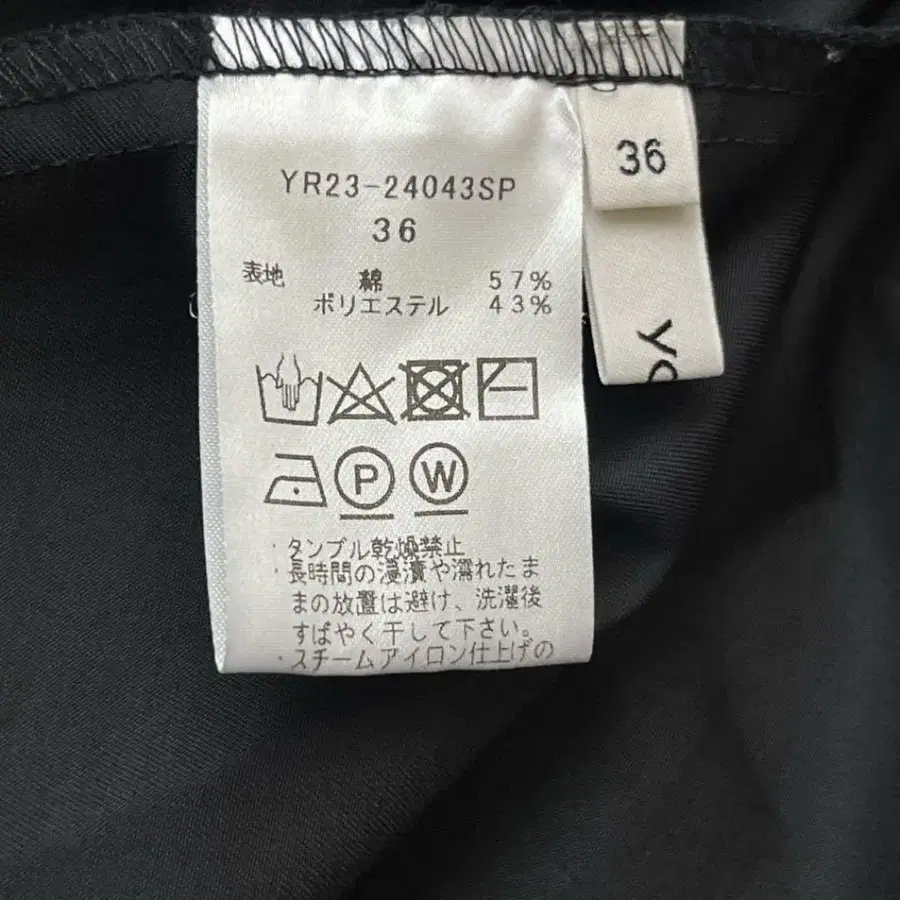 YR23-24043SP
36
表地 綿 57%
ポリエステル 43%
P W
・タンブル乾燥禁止
・長時間の浸漬や濡れたま
まの放置は避け、洗濯後
すばやく干して下さい。
・スチームアイロン仕上げの
36
yo